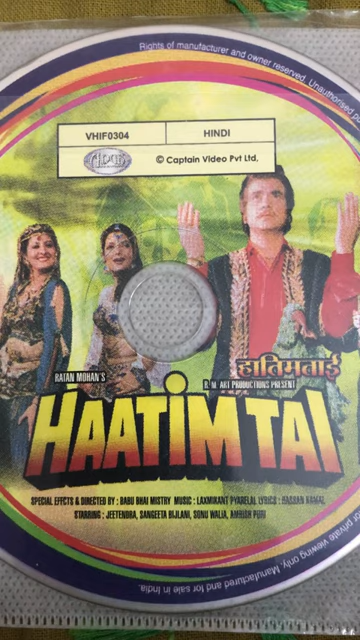 Rights of manufacturer and owner reserved. Unauthorised
VHIF0304
HINDI
© Captain Video Pvt Ltd.
हातिमताई
RATAN MOHAN'S
R. M. ART PRODUCTIONS PRESENT
HAATIM TAI
SPECIAL EFFECTS & DIRECTED BY : BABU BHAI MISTRY MUSIC : LAXMIKANT PYARELAL LYRICS : HASSAN KAMAL
STARRING : JEETENDRA, SANGEETA BIJLANI, SONU WALIA, AMRISH PURI
private viewing only. Manufactured and for sale in India.